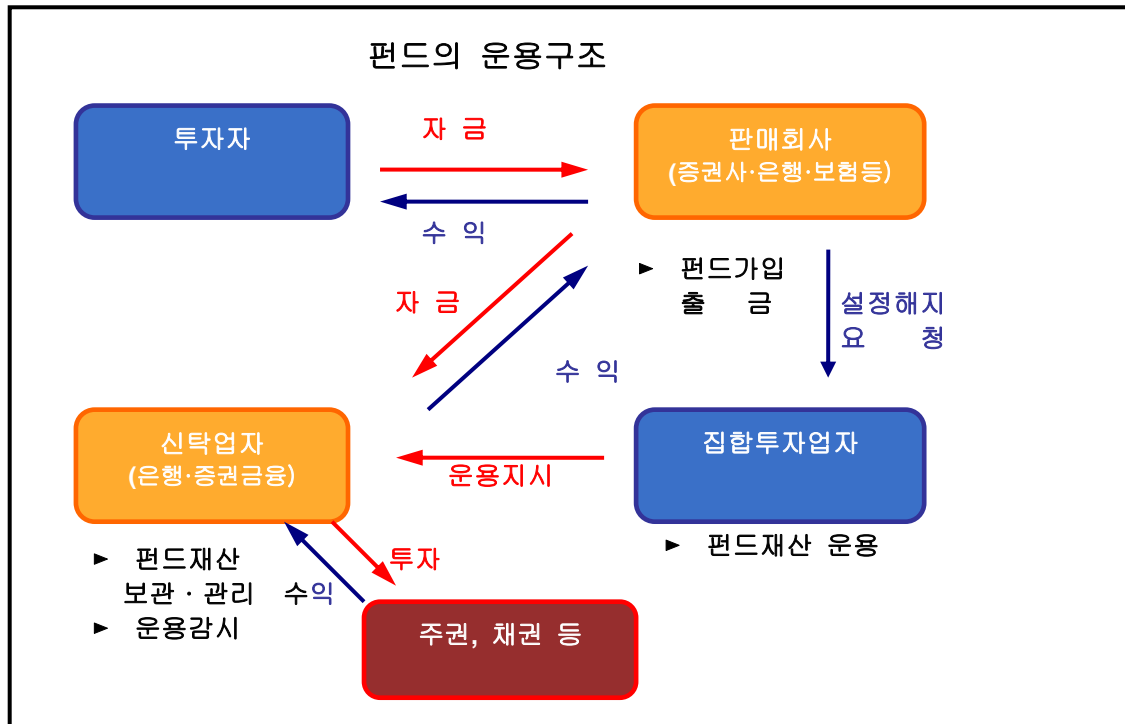 펀드의 운용구조
투자자
자 금
판매회사
(증권사·은행·보험등)
수 익
► 펀드가입
출 금
자 금
설정해지
요 청
수 익
신탁업자
(은행·증권금융)
집합투자업자
운용지시
► 펀드재산 운용
► 펀드재산
보관 · 관리
► 운용감시
투자
수익
주권, 채권 등